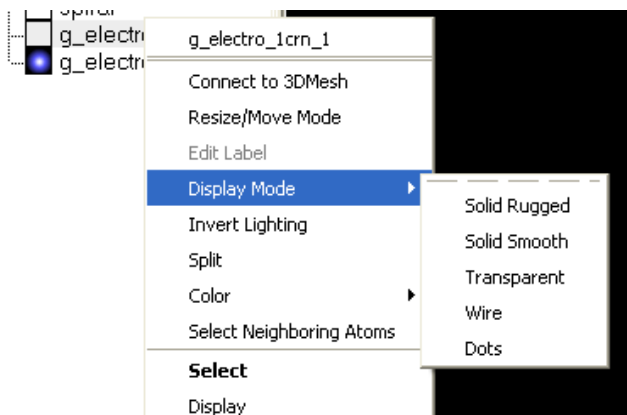 spiral
g_electro
g_electro
g_electro_1crn_1
Connect to 3DMesh
Resize/Move Mode
Edit Label
Display Mode
Invert Lighting
Split
Color
Select Neighboring Atoms
Select
Display
Solid Rugged
Solid Smooth
Transparent
Wire
Dots